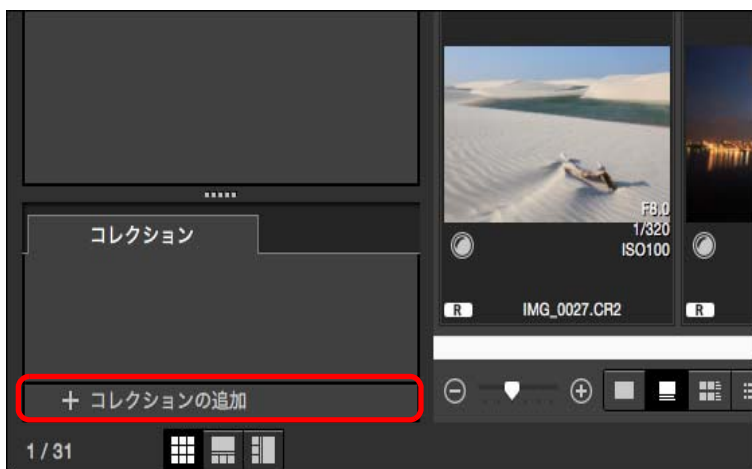 コレクション
+ コレクションの追加
1 / 31
F8.0
1/320
ISO100
R
IMG_0027.CR2
R